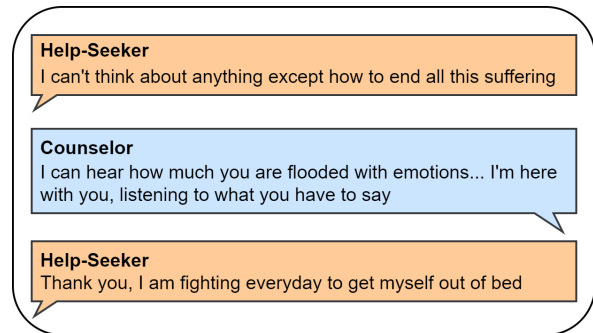 Help-Seeker
I can't think about anything except how to end all this suffering
Counselor
I can hear how much you are flooded with emotions... I'm here
with you, listening to what you have to say
Help-Seeker
Thank you, I am fighting everyday to get myself out of bed